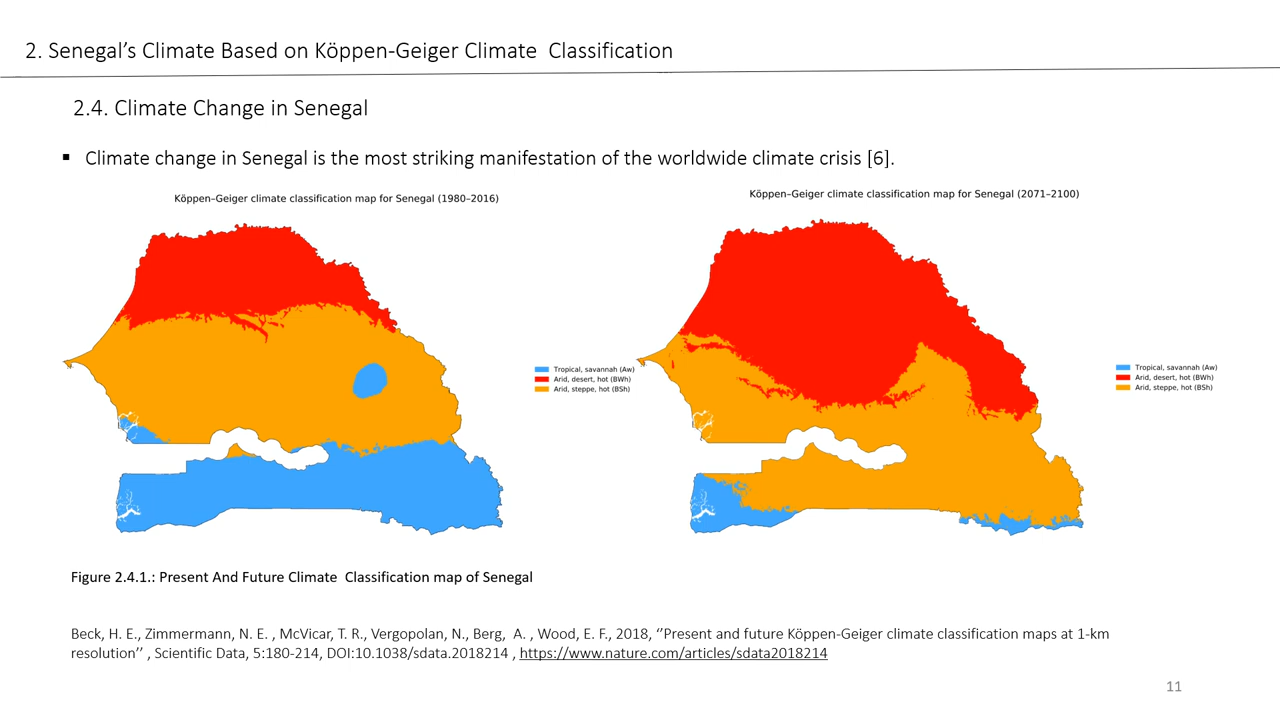 2. Senegal’s Climate Based on Köppen-Geiger Climate  Classification
2.4. Climate Change in Senegal
▪ Climate change in Senegal is the most striking manifestation of the worldwide climate crisis [6].
Köppen–Geiger climate classification map for Senegal (1980–2016)
Tropical, savannah (Aw)
Arid, desert, hot (BWh)
Arid, steppe, hot (BSh)
Köppen–Geiger climate classification map for Senegal (2071–2100)
Tropical, savannah (Aw)
Arid, desert, hot (BWh)
Arid, steppe, hot (BSh)
Figure 2.4.1.: Present And Future Climate  Classification map of Senegal
Beck, H. E., Zimmermann, N. E. , McVicar, T. R., Vergopolan, N., Berg,  A. , Wood, E. F., 2018, ‘’Present and future Köppen-Geiger climate classification maps at 1-km
resolution’’ , Scientific Data, 5:180-214, DOI:10.1038/sdata.2018214 , https://www.nature.com/articles/sdata2018214
11